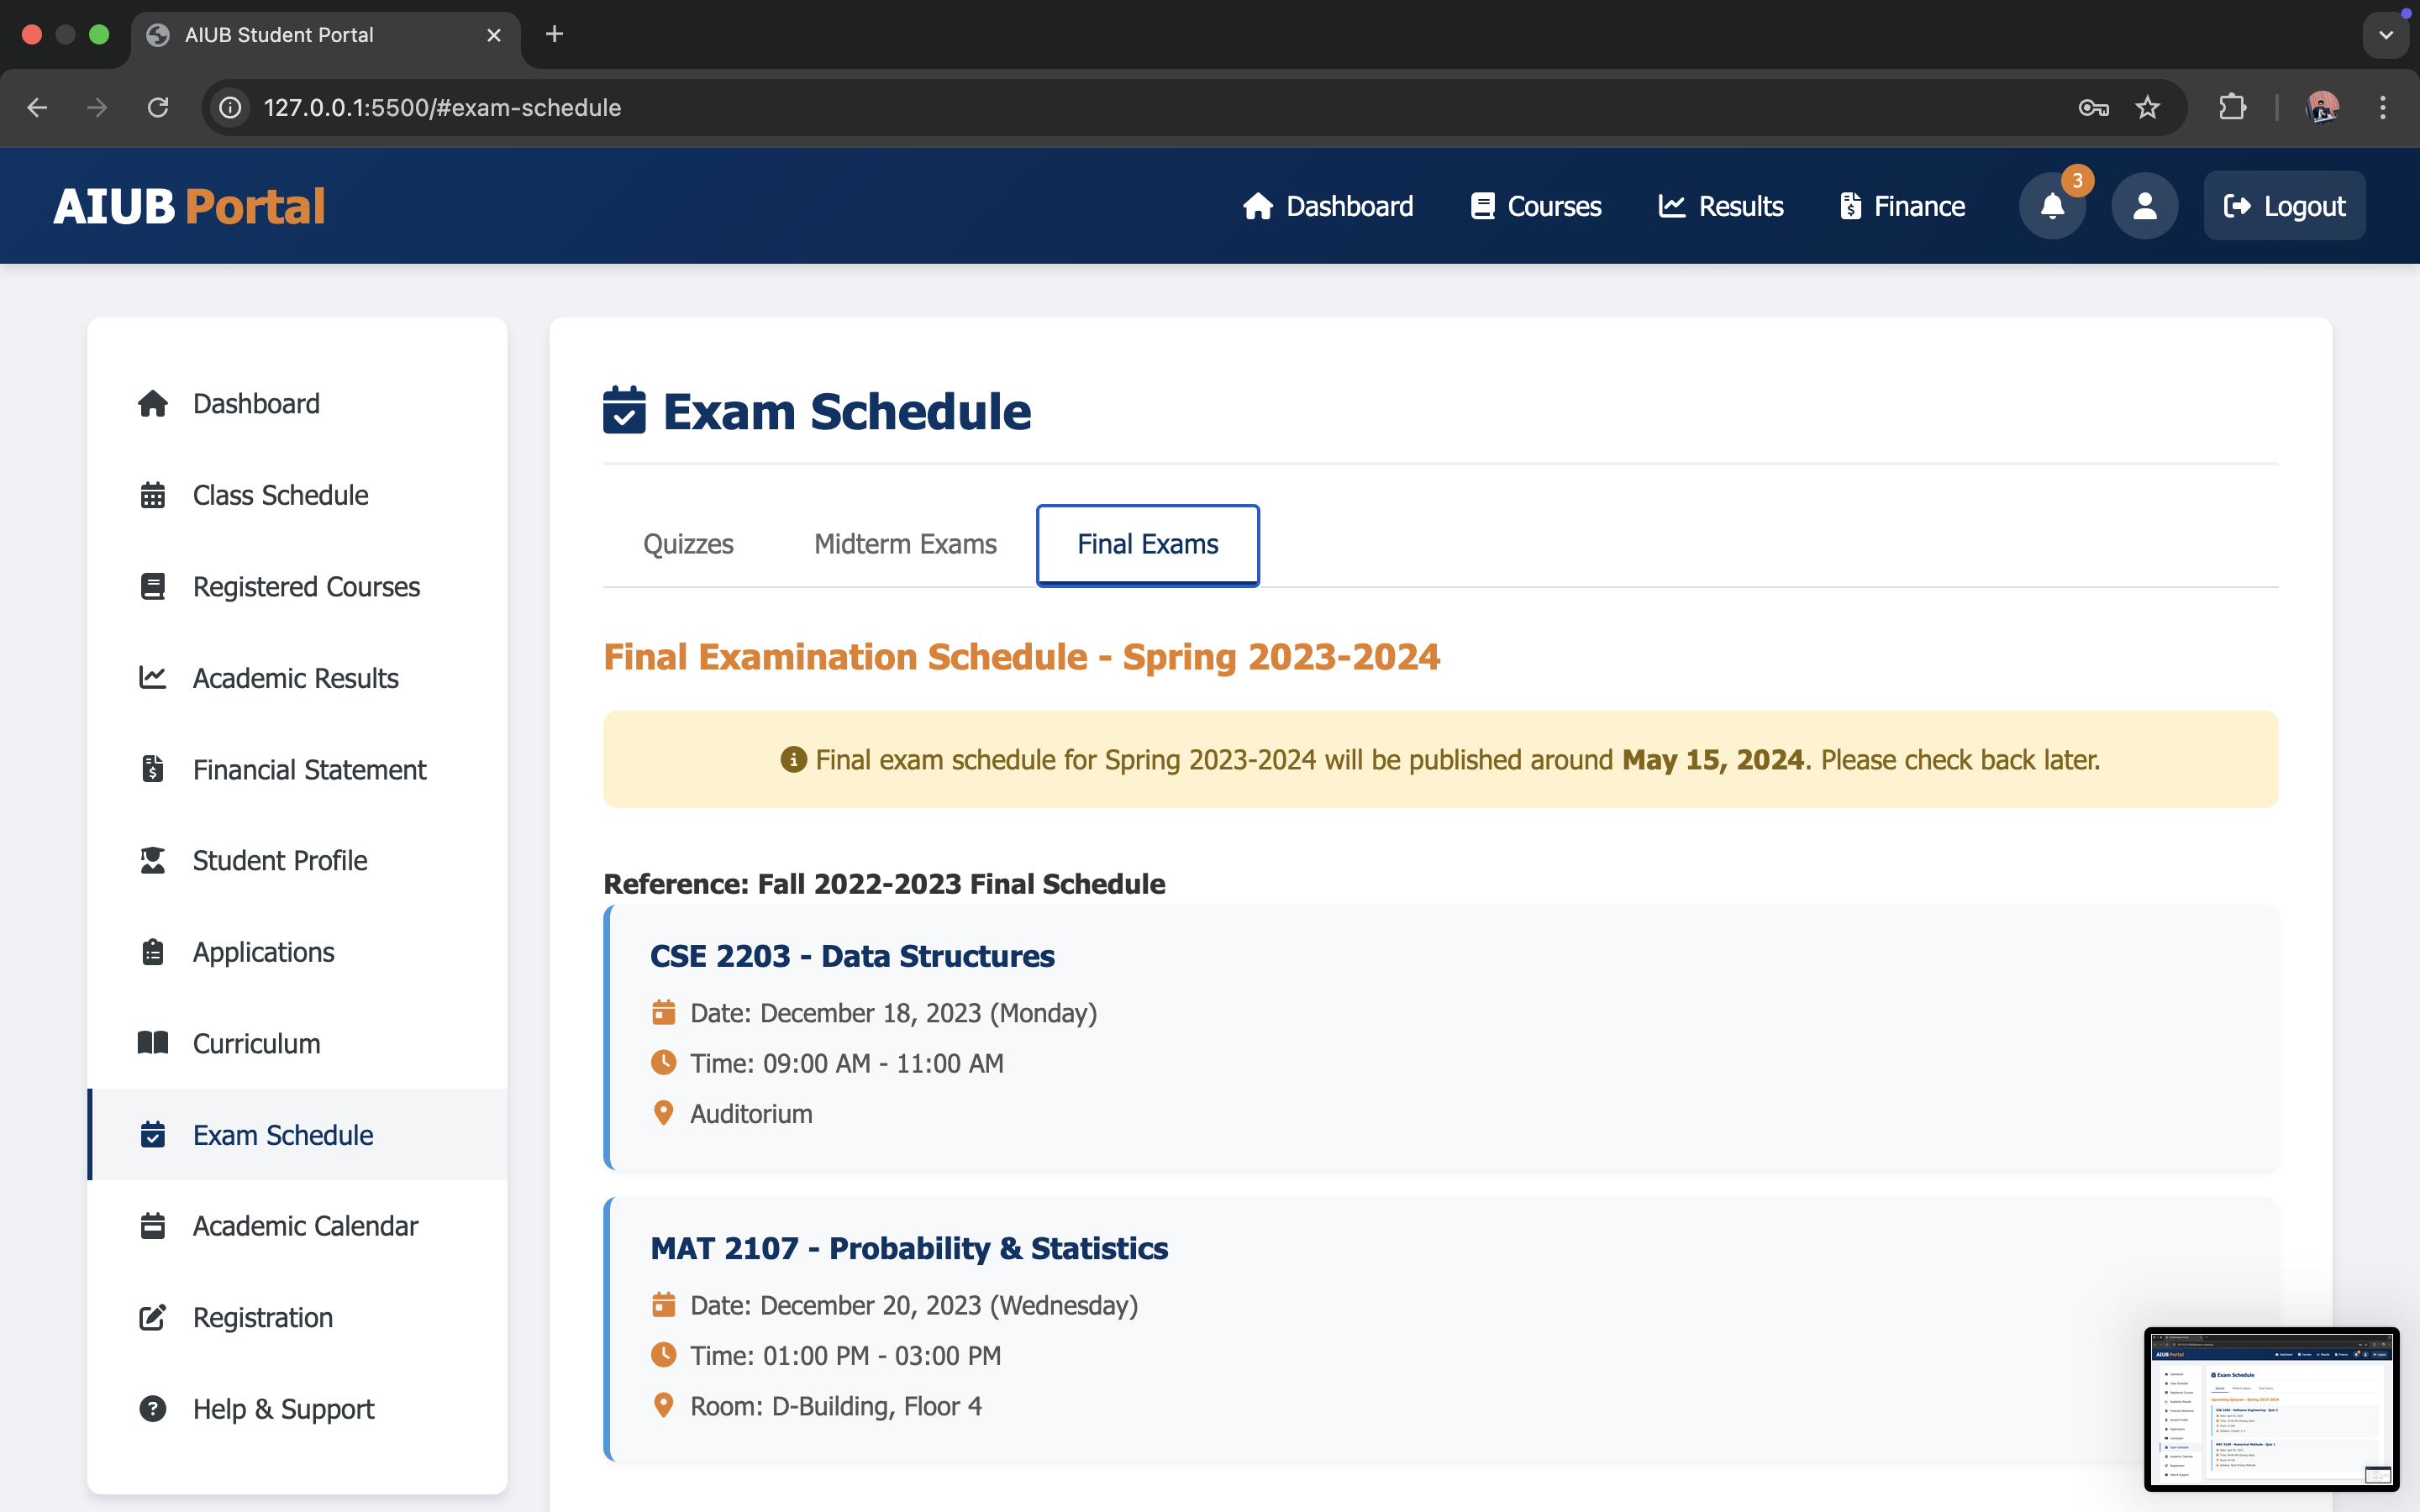 AIUB Student Portal
127.0.0.1:5500/#exam-schedule
AIUB Portal
Dashboard
Courses
Results
Finance
3
Logout
Dashboard
Class Schedule
Registered Courses
Academic Results
Financial Statement
Student Profile
Applications
Curriculum
Exam Schedule
Academic Calendar
Registration
Help & Support
Exam Schedule
Quizzes
Midterm Exams
Final Exams
Final Examination Schedule - Spring 2023-2024
Final exam schedule for Spring 2023-2024 will be published around May 15, 2024. Please check back later.
Reference: Fall 2022-2023 Final Schedule
CSE 2203 - Data Structures
Date: December 18, 2023 (Monday)
Time: 09:00 AM - 11:00 AM
Auditorium
MAT 2107 - Probability & Statistics
Date: December 20, 2023 (Wednesday)
Time: 01:00 PM - 03:00 PM
Room: D-Building, Floor 4
AIUB Portal
Exam Schedule